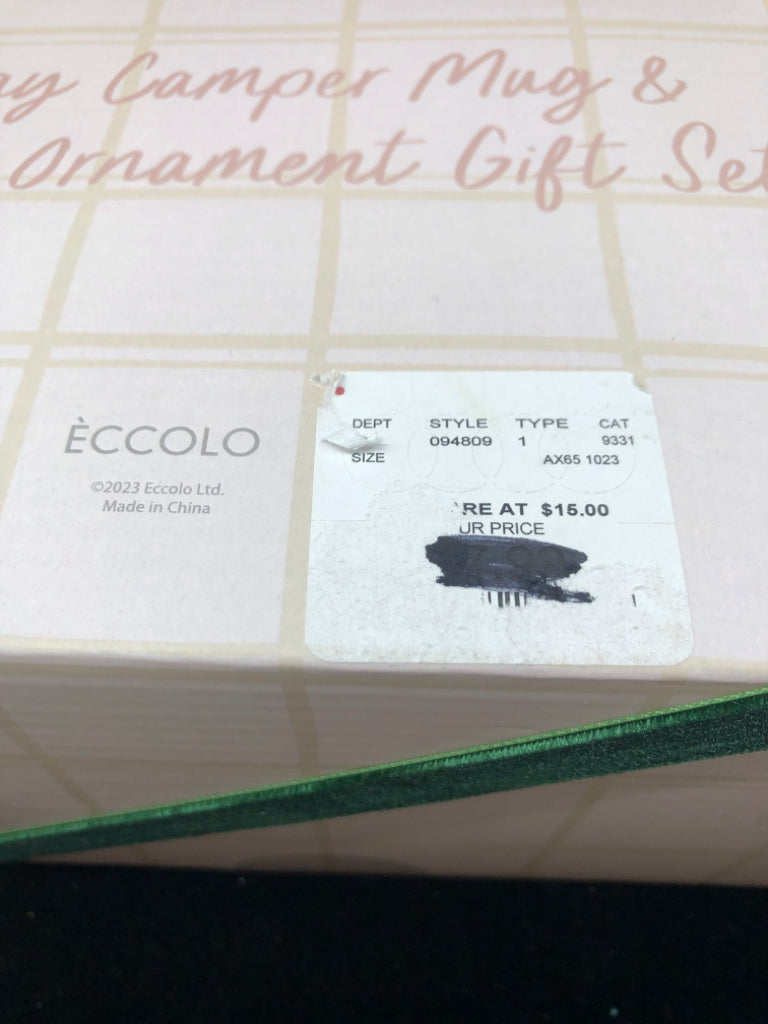 ay Camper Mug &
Ornament Gift Set
ÈCCOLO
©2023 Eccolo Ltd.
Made in China
DEPT STYLE TYPE CAT
094809 1 9331
SIZE AX65 1023
RE AT $15.00
UR PRICE